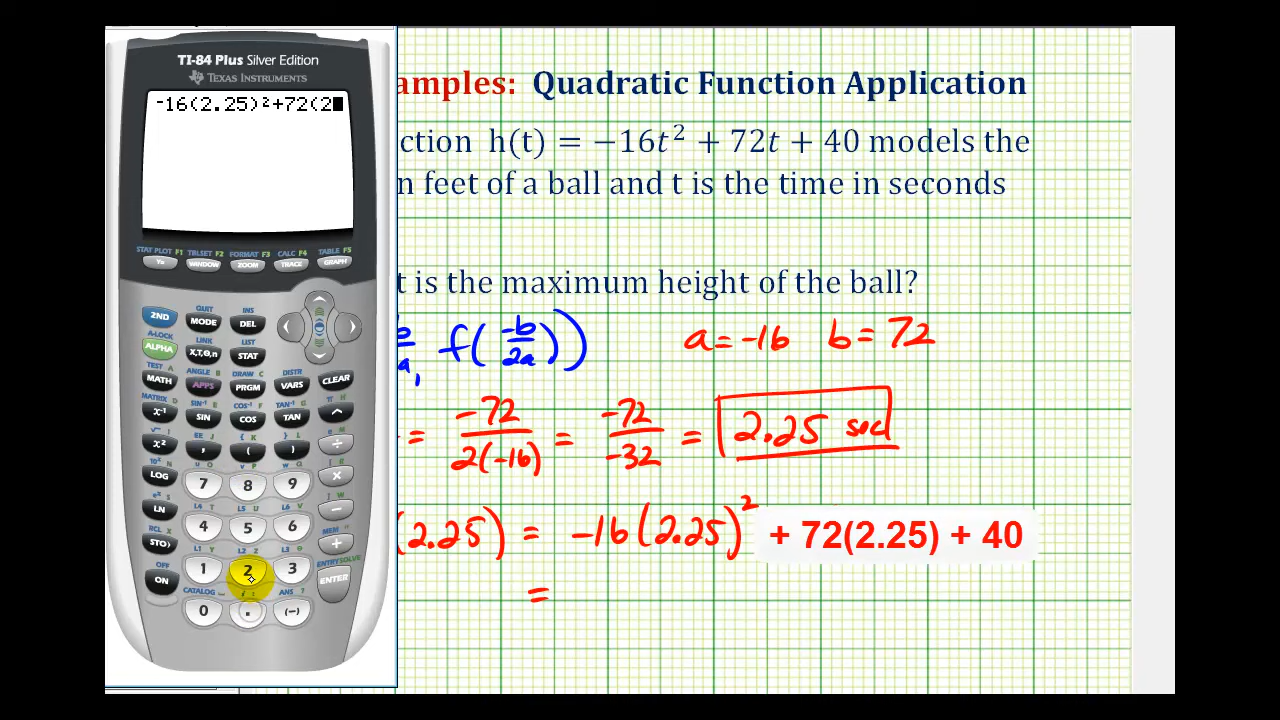 TI-84 Plus Silver Edition
TEXAS INSTRUMENTS
-16(2.25)²+72(2
amples: Quadratic Function Application
ction h(t) = −16t² + 72t + 40 models the
n feet of a ball and t is the time in seconds
t is the maximum height of the ball?
f(-b/2a)) a = -16 b = 72
= -72/2(-16) = -72/-32 = 2.25 sec
(2.25) = -16(2.25)² + 72(2.25) + 40
=
STAT PLOT F1 TBLSET F2 FORMAT F3 CALC F4 TABLE F5
Y= WINDOW ZOOM TRACE GRAPH
QUIT INS
2ND MODE DEL
A-LOCK LINK LIST
ALPHA X,T,Θ,n STAT
TEST A ANGLE B DRAW C DISTR
MATH APPS PRGM VARS CLEAR
MATRIX D SIN⁻¹ E COS⁻¹ F TAN⁻¹ G π H
x⁻¹ SIN COS TAN ^
√ I EE J { K } L e M
x² , ( ) ÷
10ˣ N u O v P w Q [ R
LOG 7 8 9 ×
eˣ S L4 T L5 U L6 V ] W
LN 4 5 6 −
RCL X L1 Y L2 Z L3 θ MEM "
STO› 1 2 3 +
OFF CATALOG i : ANS ? ENTRY SOLVE
ON 0 . (−) ENTER